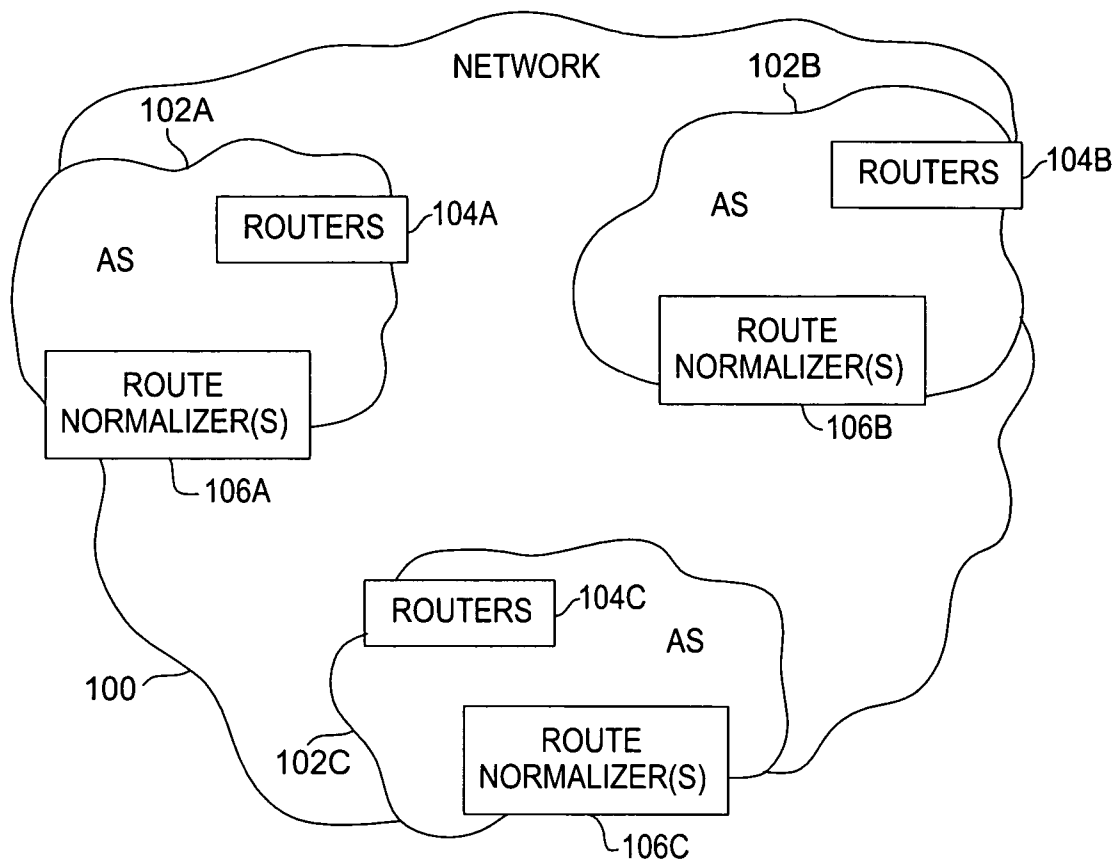 NETWORK
102B
102A
ROUTERS
104B
AS
ROUTERS
104A
AS
ROUTE
NORMALIZER(S)
106B
ROUTE
NORMALIZER(S)
106A
ROUTERS
104C
AS
100
102C
ROUTE
NORMALIZER(S)
106C